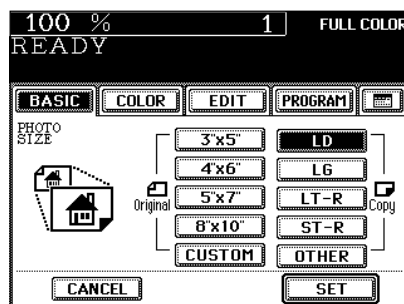 100 % 1 FULL COLOR
READY
BASIC COLOR EDIT PROGRAM
PHOTO
SIZE
3"x5" LD
4"x6" LG
Original 5"x7" LT-R Copy
8"x10" ST-R
CUSTOM OTHER
CANCEL SET